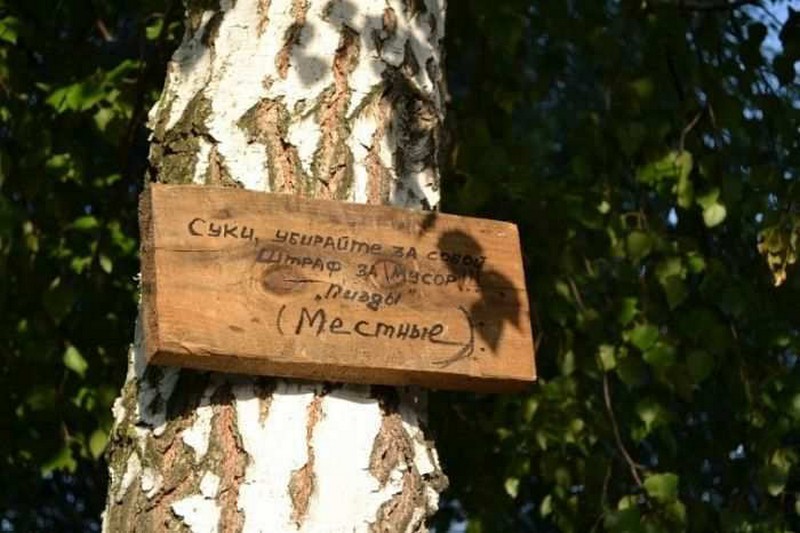 Суки, убирайте за собой
Штраф за мусор!!!
"Пизды"
(Местные).